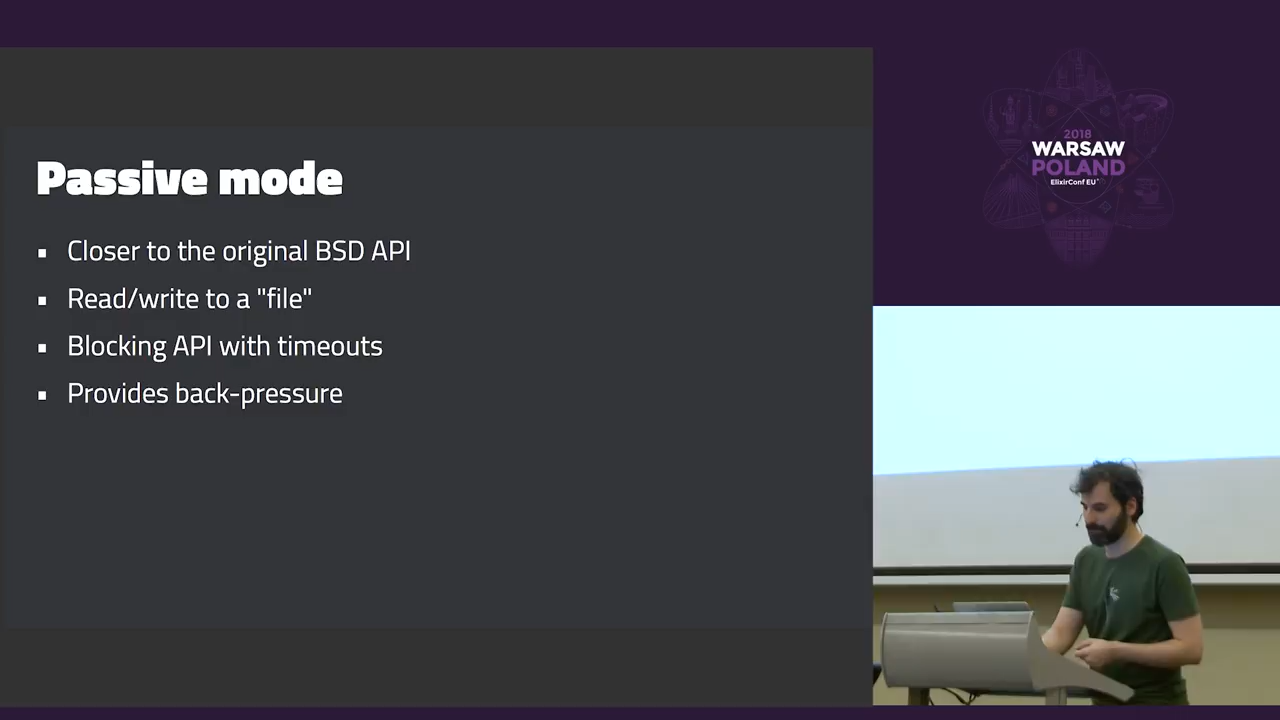 Passive mode
▪ Closer to the original BSD API
▪ Read/write to a "file"
▪ Blocking API with timeouts
▪ Provides back-pressure
2018
WARSAW
POLAND
ElixirConf EU